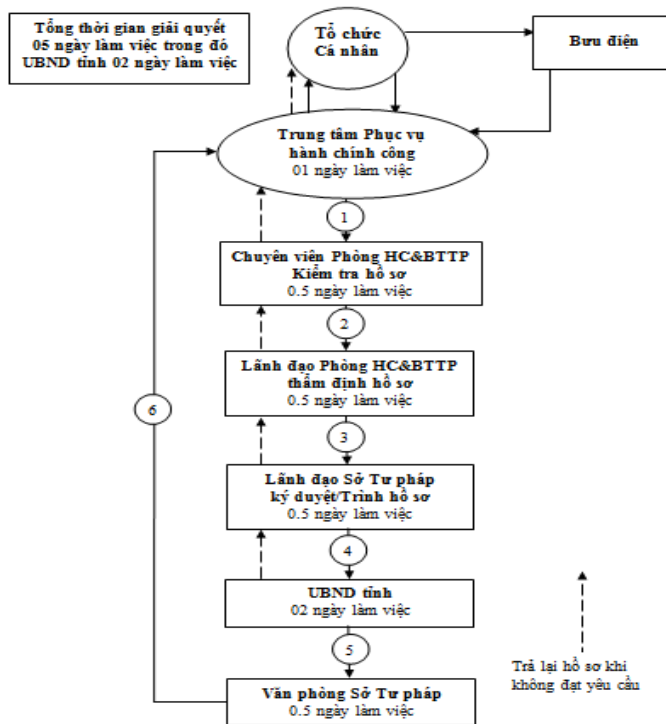 Tổng thời gian giải quyết
05 ngày làm việc trong đó
UBND tỉnh 02 ngày làm việc
Tổ chức
Cá nhân
Bưu điện
Trung tâm Phục vụ
hành chính công
01 ngày làm việc
1
Chuyên viên Phòng HC&BTTP
Kiểm tra hồ sơ
0.5 ngày làm việc
2
Lãnh đạo Phòng HC&BTTP
thẩm định hồ sơ
0.5 ngày làm việc
6
3
Lãnh đạo Sở Tư pháp
ký duyệt/Trình hồ sơ
0.5 ngày làm việc
4
UBND tỉnh
02 ngày làm việc
5
Trả lại hồ sơ khi
không đạt yêu cầu
Văn phòng Sở Tư pháp
0.5 ngày làm việc